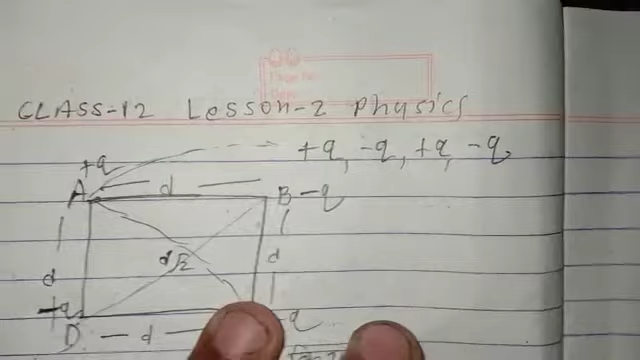 CLASS-12 Lesson-2 Physics
+q, -q, +q, -q
+q
A d B -q
d d√2 d
-q q
D - d -